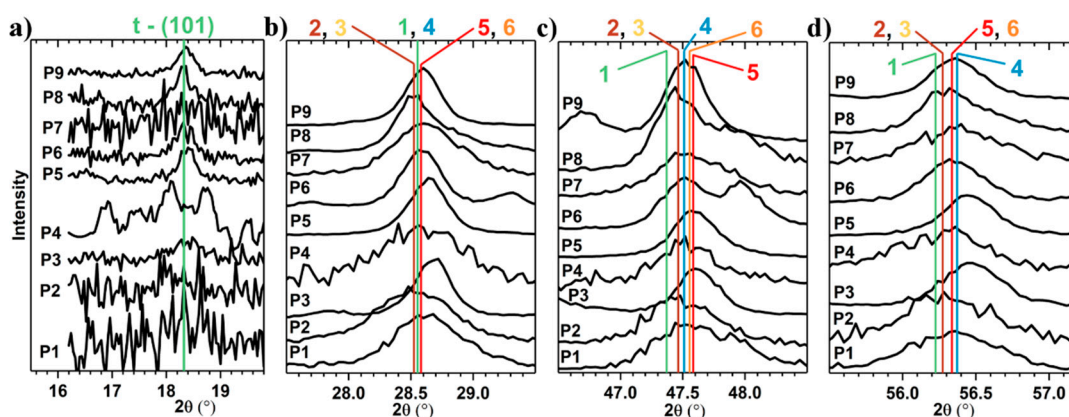 a)
t - (101)
b)
2, 3
1, 4
5, 6
c)
2, 3
4
6
1
5
d)
2, 3
5, 6
1
4
Intensity
P9
P8
P7
P6
P5
P4
P3
P2
P1
16
17
18
19
2θ (°)
P9
P8
P7
P6
P5
P4
P3
P2
P1
28.0
28.5
29.0
2θ (°)
P9
P8
P7
P6
P5
P4
P3
P2
P1
47.0
47.5
48.0
2θ (°)
P9
P8
P7
P6
P5
P4
P3
P2
P1
56.0
56.5
57.0
2θ (°)